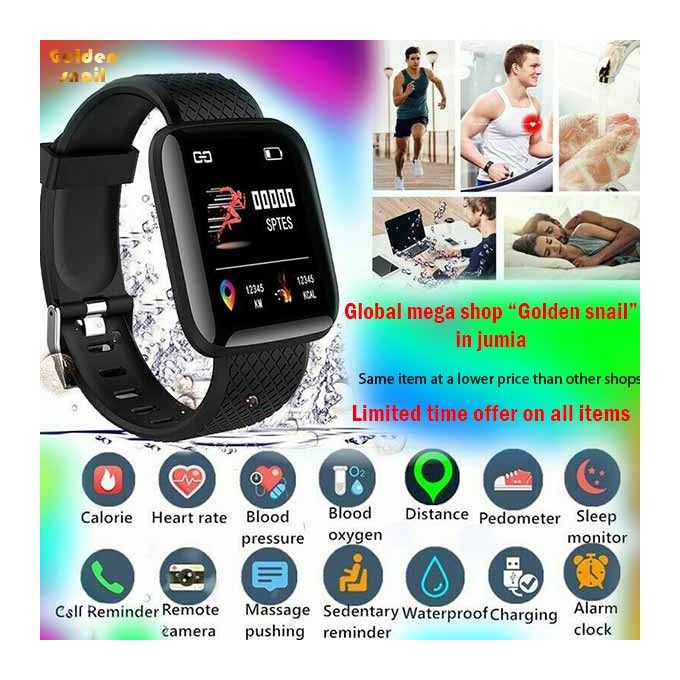 Golden
snail
00000
SPTES
12345
KM
12345
KCAL
Global mega shop “Golden snail”
in jumia
Same item at a lower price than other shops
Limited time offer on all items
Calorie
Heart rate
Blood
pressure
Blood
oxygen
Distance
Pedometer
Sleep
monitor
O2
Call Reminder
Remote
camera
Massage
pushing
Sedentary
reminder
Waterproof
Charging
Alarm
clock